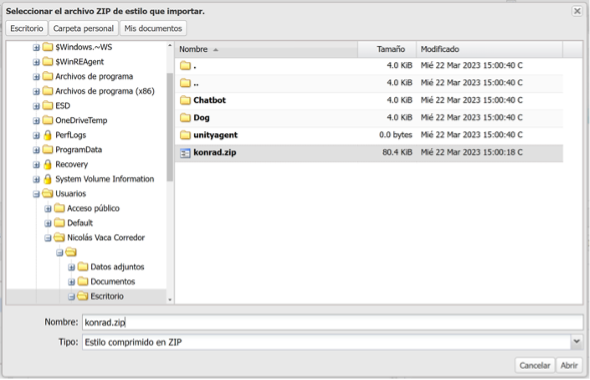 Seleccionar el archivo ZIP de estilo que importar.
Escritorio Carpeta personal Mis documentos
$Windows.~WS
$WinREAgent
Archivos de programa
Archivos de programa (x86)
ESD
OneDriveTemp
PerfLogs
ProgramData
Recovery
System Volume Information
Usuarios
Acceso público
Default
Nicolás Vaca Corredor
Datos adjuntos
Documentos
Escritorio
Nombre Tamaño Modificado
. 4.0 KiB Mié 22 Mar 2023 15:00:40 C
.. 4.0 KiB Mié 22 Mar 2023 15:00:40 C
Chatbot 4.0 KiB Mié 22 Mar 2023 15:00:40 C
Dog 4.0 KiB Mié 22 Mar 2023 15:00:40 C
unityagent 0.0 bytes Mié 22 Mar 2023 15:00:40 C
konrad.zip 80.4 KiB Mié 22 Mar 2023 15:00:18 C
Nombre: konrad.zip
Tipo: Estilo comprimido en ZIP
Cancelar Abrir